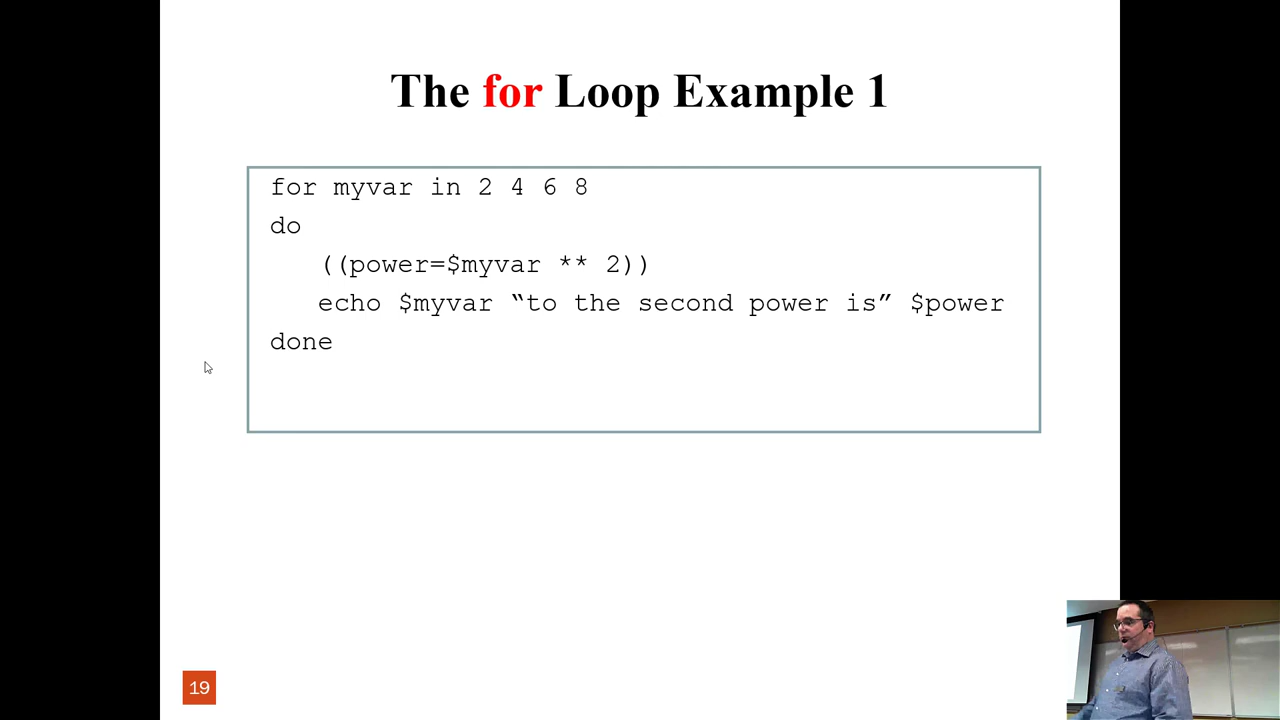 The for Loop Example 1
for myvar in 2 4 6 8
do
((power=$myvar ** 2))
echo $myvar “to the second power is” $power
done
19